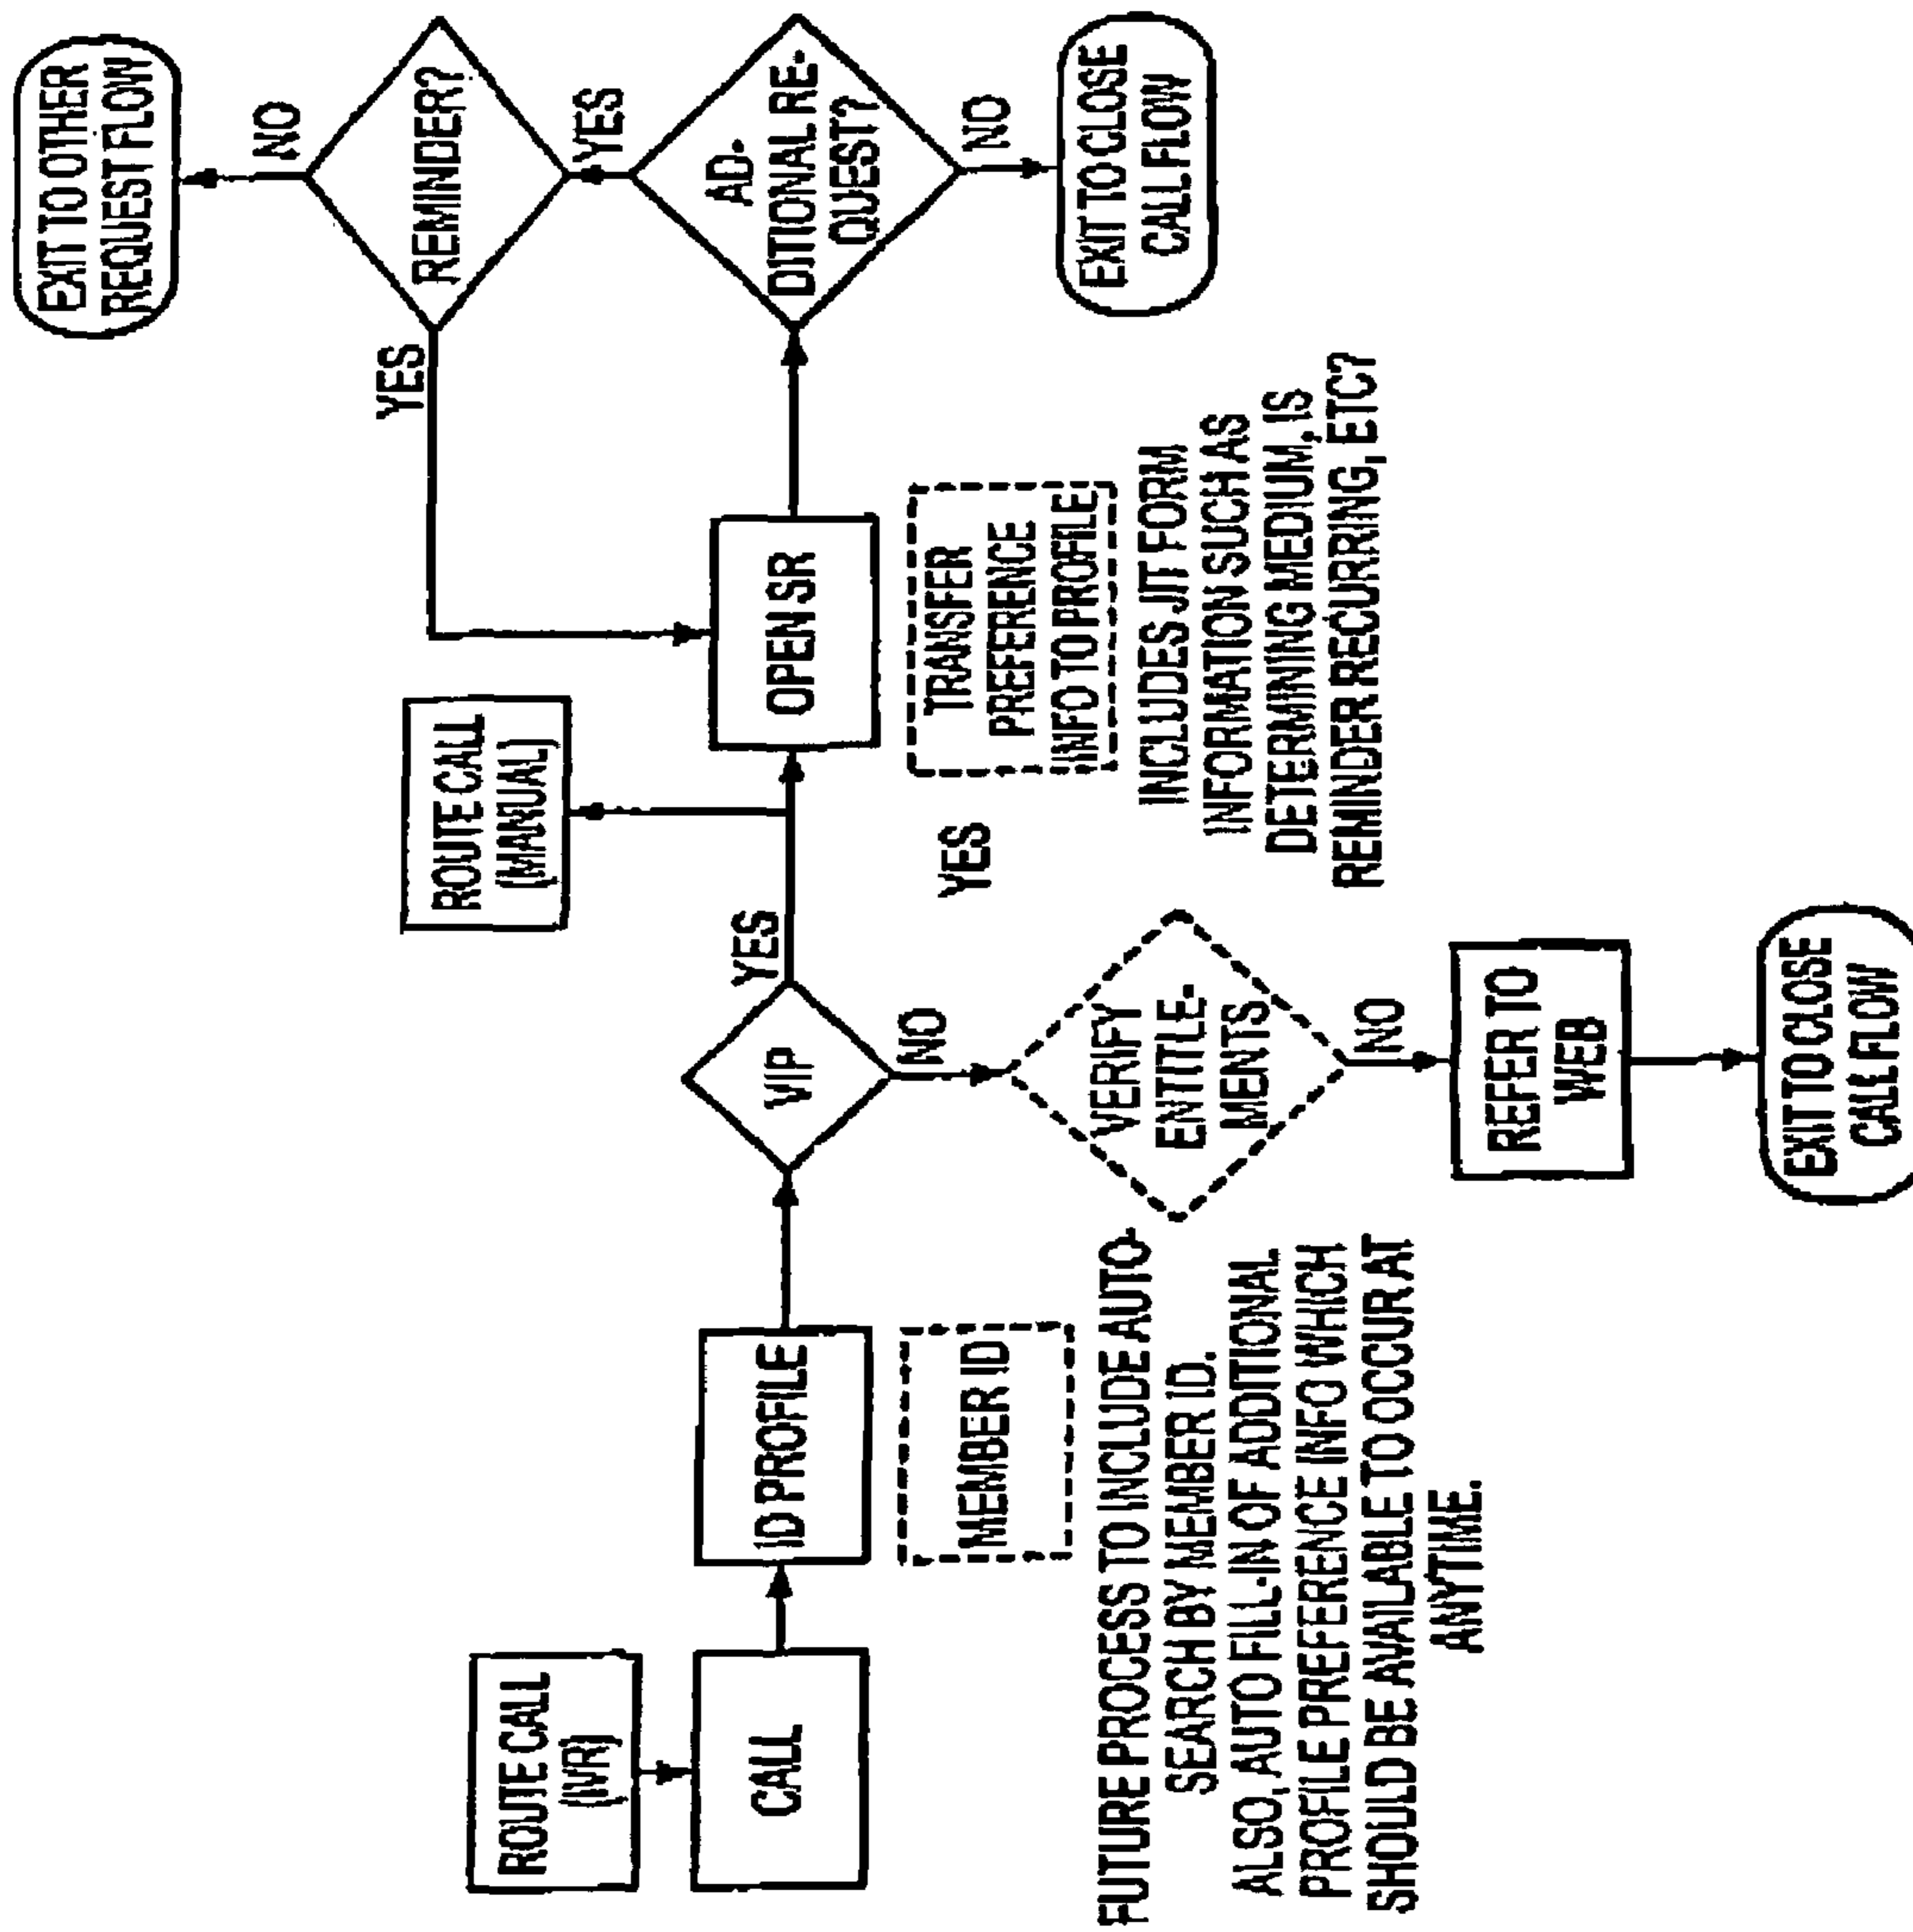 ROUTE CALL
(IVR)
CALL
ID PROFILE
MEMBER ID
FUTURE PROCESS TO INCLUDE AUTO-
SEARCH BY MEMBER ID.
ALSO, AUTO FILL-IN OF ADDITIONAL
PROFILE PREFERENCE INFO WHICH
SHOULD BE AVAILABLE TO OCCUR AT
ANYTIME.
VIP
YES
NO
VERIFY
ENTITLE-
MENTS
YES
NO
REFER TO
WEB
EXIT TO CLOSE
CALL FLOW
ROUTE CALL
(MANUAL)
OPEN SR
TRANSFER
PREFERENCE
INFO TO PROFILE
INCLUDES JIT FORM
INFORMATION SUCH AS
DETERMINING MEDIUM, IS
REMINDER RECURRING, ETC?
YES
EXIT TO OTHER
REQUEST FLOW
NO
REMINDER?
YES
AD-
DITIONAL RE-
QUEST?
NO
EXIT TO CLOSE
CALL FLOW